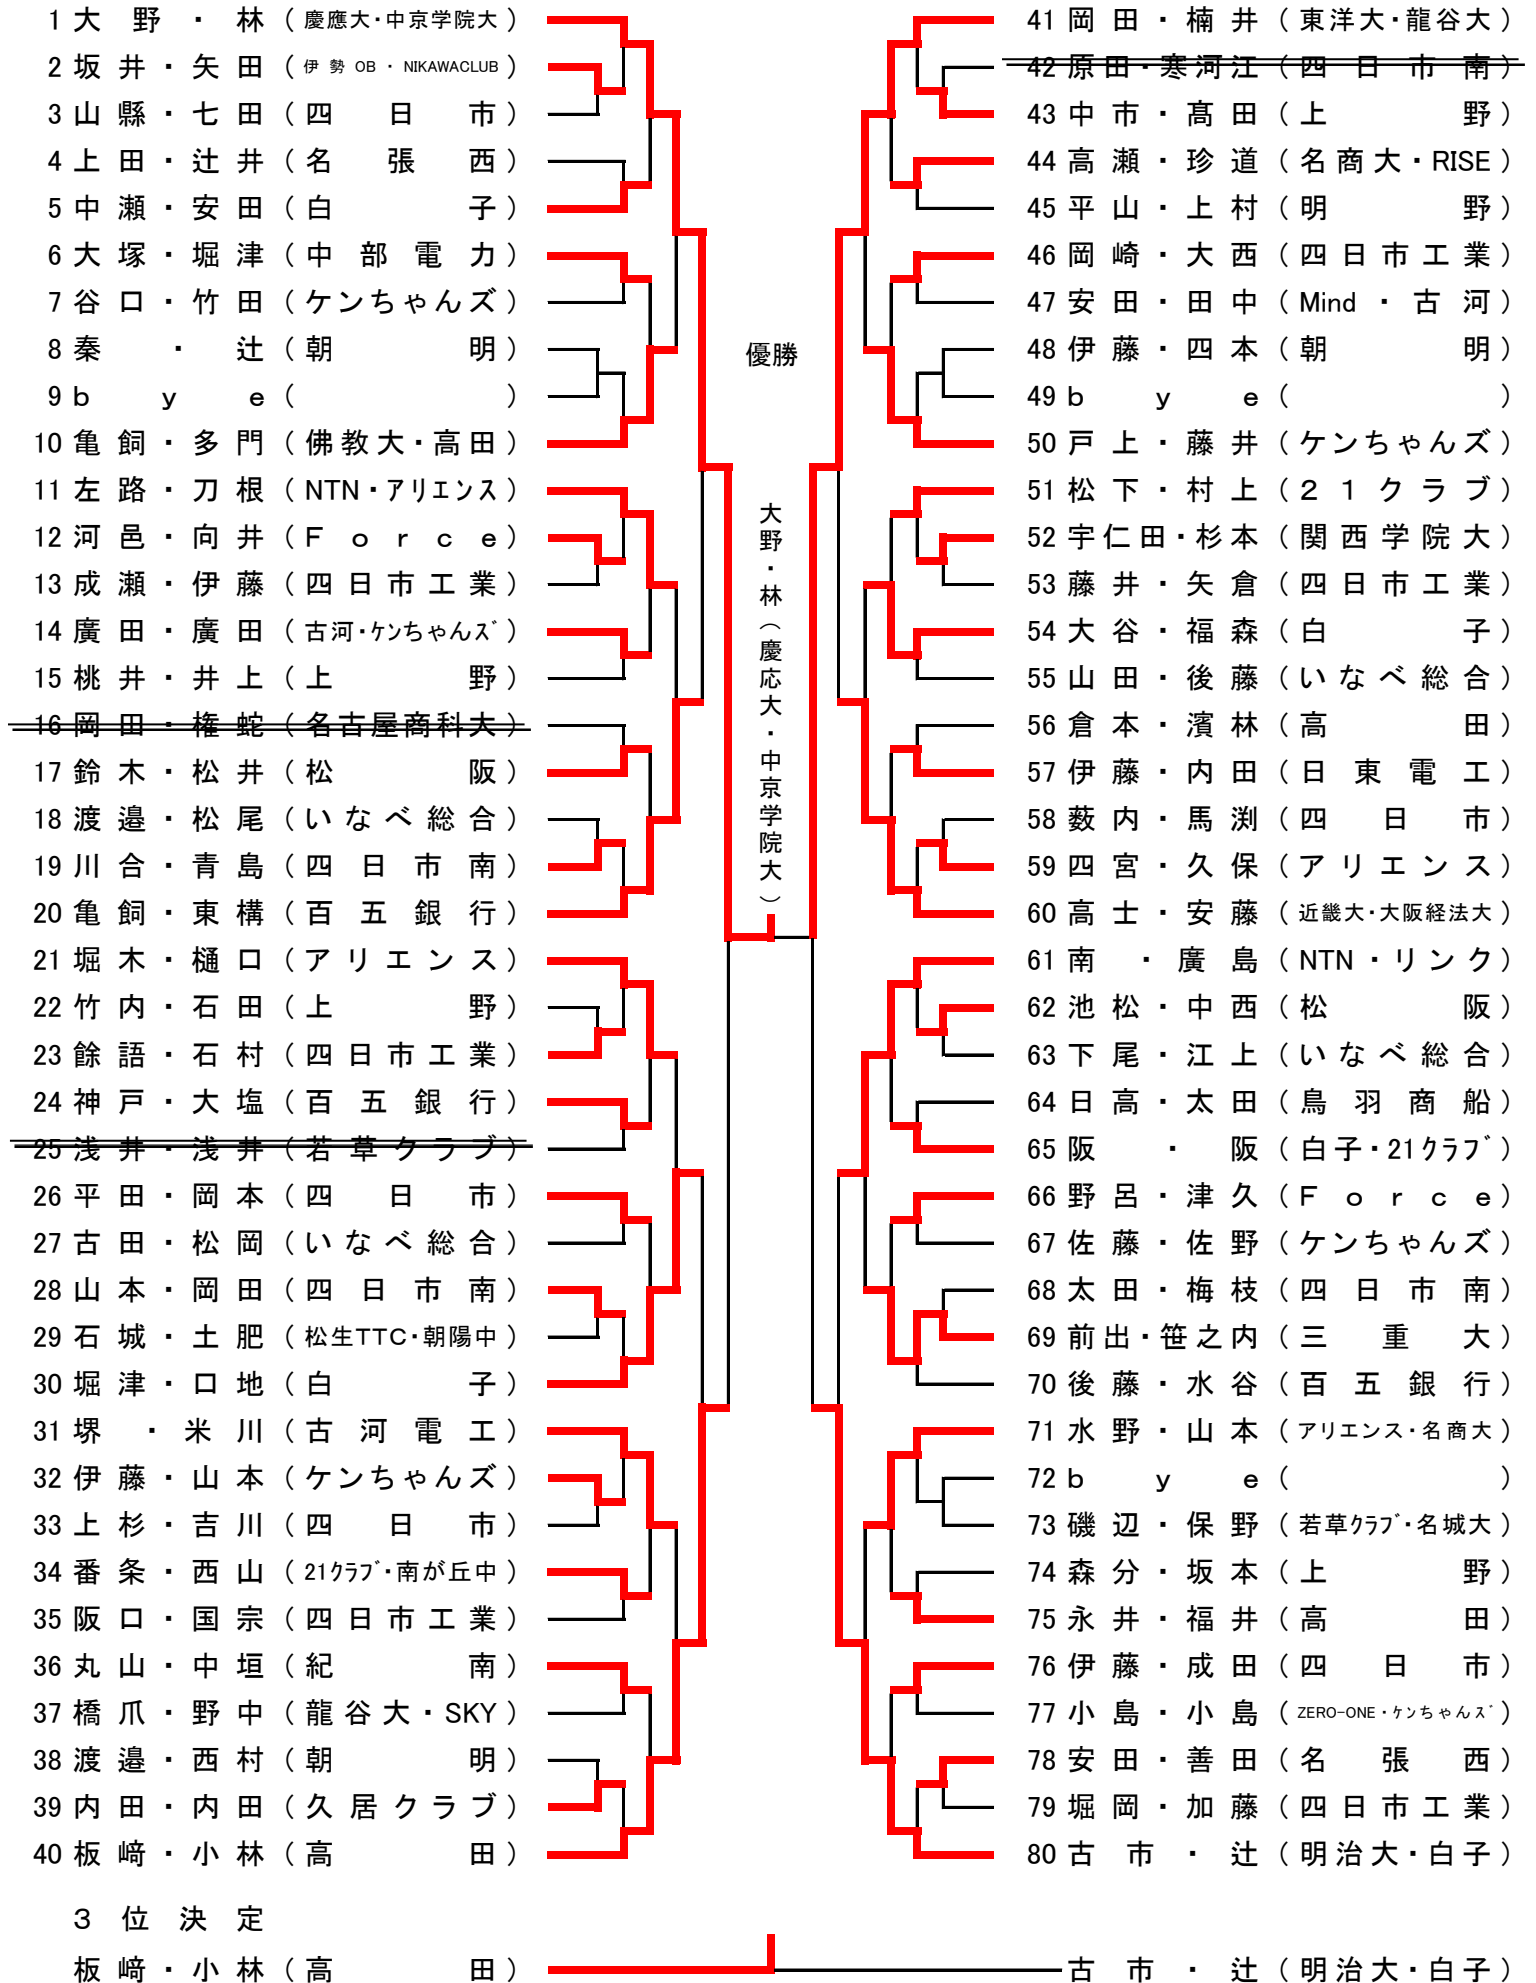 1 大野・林（慶應大・中京学院大）
2 坂井・矢田（伊勢OB・NIKAWACLUB）
3 山縣・七田（四日市）
4 上田・辻井（名張西）
5 中瀬・安田（白子）
6 大塚・堀津（中部電力）
7 谷口・竹田（ケンちゃんズ）
8 秦・辻（朝明）
9 ｂｙｅ（ ）
10 亀飼・多門（佛教大・高田）
11 左路・刀根（NTN・アリエンス）
12 河邑・向井（Ｆｏｒｃｅ）
13 成瀬・伊藤（四日市工業）
14 廣田・廣田（古河・ｹﾝちゃんｽﾞ）
15 桃井・井上（上野）
16 岡田・権蛇（名古屋商科大）
17 鈴木・松井（松阪）
18 渡邉・松尾（いなべ総合）
19 川合・青島（四日市南）
20 亀飼・東構（百五銀行）
21 堀木・樋口（アリエンス）
22 竹内・石田（上野）
23 餘語・石村（四日市工業）
24 神戸・大塩（百五銀行）
25 浅井・浅井（若草クラブ）
26 平田・岡本（四日市）
27 古田・松岡（いなべ総合）
28 山本・岡田（四日市南）
29 石城・土肥（松生TTC・朝陽中）
30 堀津・口地（白子）
31 堺・米川（古河電工）
32 伊藤・山本（ケンちゃんズ）
33 上杉・吉川（四日市）
34 番条・西山（21ｸﾗﾌﾞ・南が丘中）
35 阪口・国宗（四日市工業）
36 丸山・中垣（紀南）
37 橋爪・野中（龍谷大・SKY）
38 渡邉・西村（朝明）
39 内田・内田（久居クラブ）
40 板﨑・小林（高田）
優勝
大野・林（慶応大・中京学院大）
41 岡田・楠井（東洋大・龍谷大）
42 原田・寒河江（四日市南）
43 中市・髙田（上野）
44 高瀬・珍道（名商大・RISE）
45 平山・上村（明野）
46 岡崎・大西（四日市工業）
47 安田・田中（Mind・古河）
48 伊藤・四本（朝明）
49 ｂｙｅ（ ）
50 戸上・藤井（ケンちゃんズ）
51 松下・村上（２１クラブ）
52 宇仁田・杉本（関西学院大）
53 藤井・矢倉（四日市工業）
54 大谷・福森（白子）
55 山田・後藤（いなべ総合）
56 倉本・濱林（高田）
57 伊藤・内田（日東電工）
58 薮内・馬渕（四日市）
59 四宮・久保（アリエンス）
60 高士・安藤（近畿大・大阪経法大）
61 南・廣島（NTN・リンク）
62 池松・中西（松阪）
63 下尾・江上（いなべ総合）
64 日高・太田（鳥羽商船）
65 阪・阪（白子・21ｸﾗﾌﾞ）
66 野呂・津久（Ｆｏｒｃｅ）
67 佐藤・佐野（ケンちゃんズ）
68 太田・梅枝（四日市南）
69 前出・笹之内（三重大）
70 後藤・水谷（百五銀行）
71 水野・山本（アリエンス・名商大）
72 ｂｙｅ（ ）
73 磯辺・保野（若草ｸﾗﾌﾞ・名城大）
74 森分・坂本（上野）
75 永井・福井（高田）
76 伊藤・成田（四日市）
77 小島・小島（ZERO-ONE・ｹﾝちゃんｽﾞ）
78 安田・善田（名張西）
79 堀岡・加藤（四日市工業）
80 古市・辻（明治大・白子）
３位決定
板﨑・小林（高田）
古市・辻（明治大・白子）